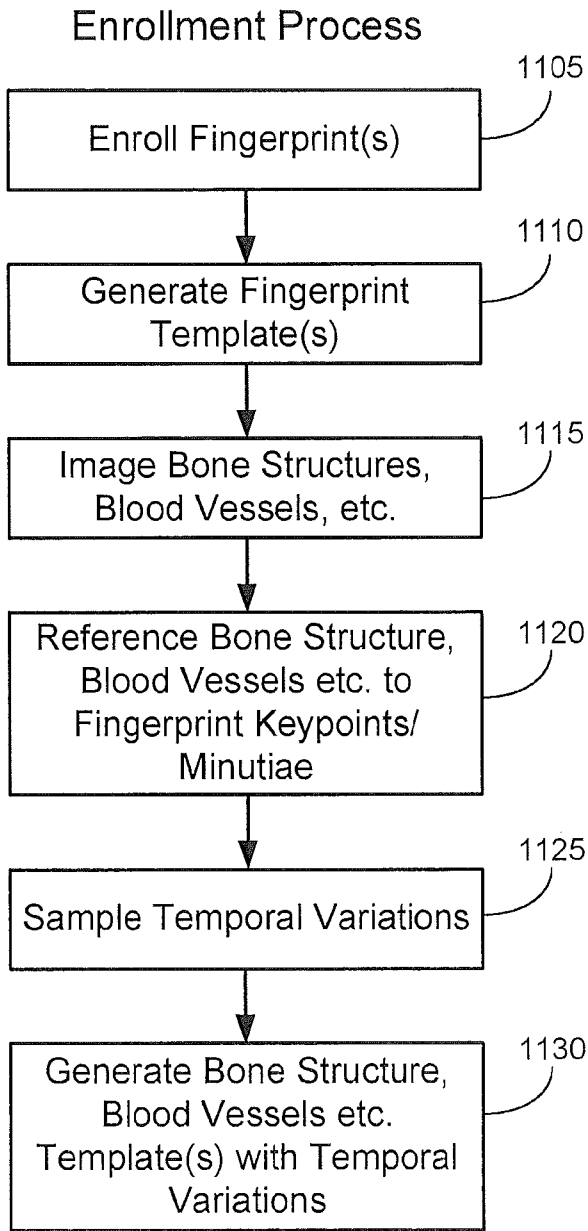 Enrollment Process
1105
Enroll Fingerprint(s)
1110
Generate Fingerprint
Template(s)
1115
Image Bone Structures,
Blood Vessels, etc.
1120
Reference Bone Structure,
Blood Vessels etc. to
Fingerprint Keypoints/
Minutiae
1125
Sample Temporal Variations
1130
Generate Bone Structure,
Blood Vessels etc.
Template(s) with Temporal
Variations